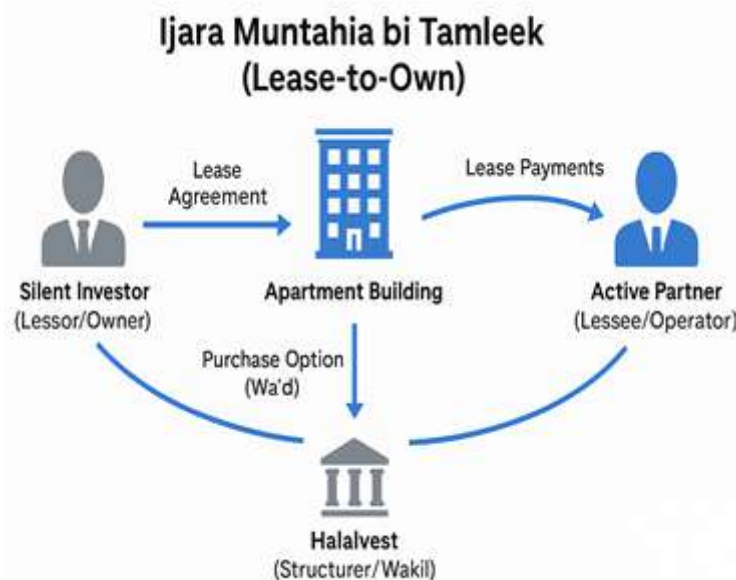 Ijara Muntahia bi Tamleek
(Lease-to-Own)
Lease
Agreement
Lease Payments
Silent Investor
(Lessor/Owner)
Apartment Building
Active Partner
(Lessee/Operator)
Purchase Option
(Wa'd)
Halalvest
(Structurer/Wakil)